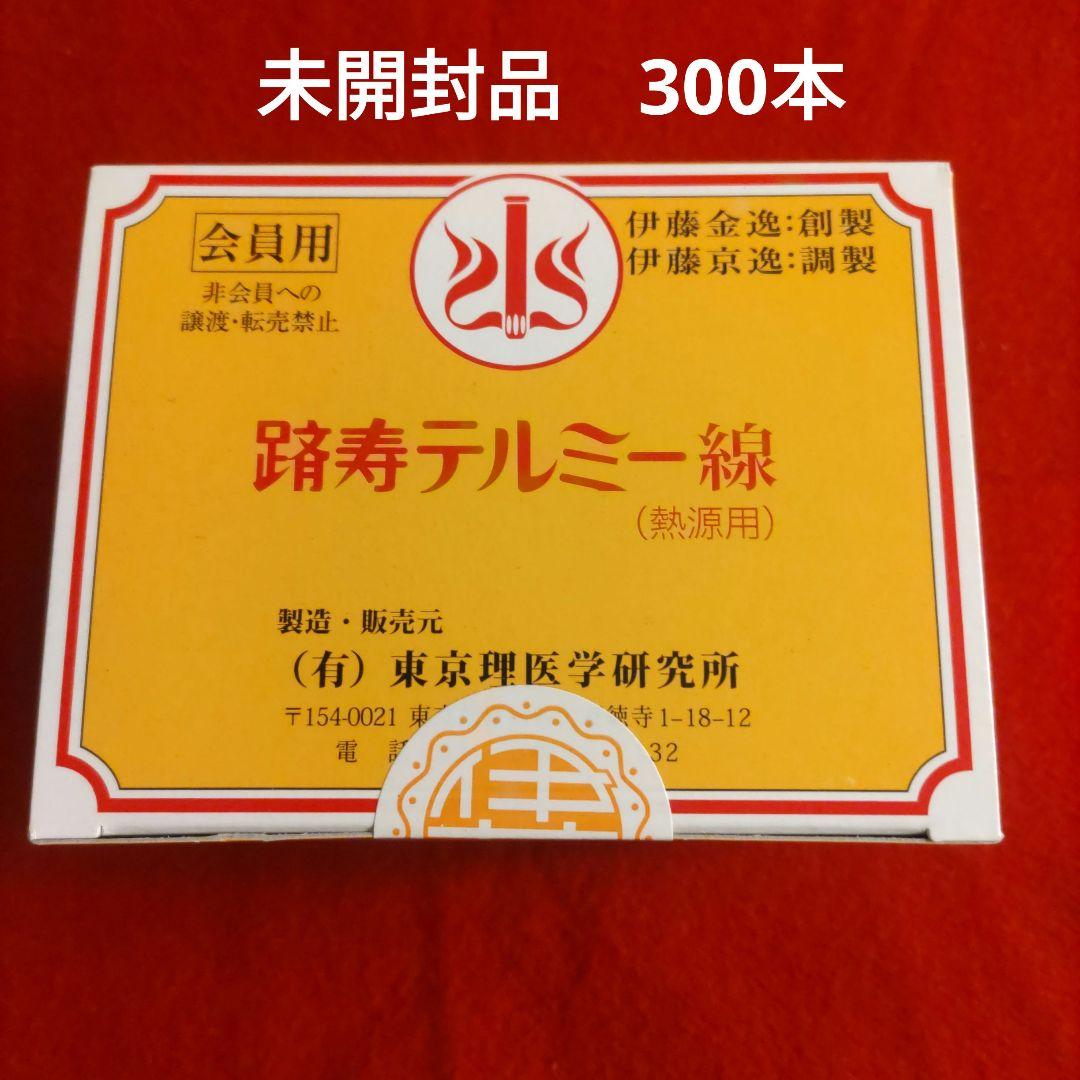 未開封品　300本
会員用
非会員への
譲渡・転売禁止
伊藤金逸:創製
伊藤京逸:調製
躋寿テルミー線
(熱源用)
製造・販売元
(有) 東京理医学研究所
〒154-0021 東 徳寺1-18-12
電 32